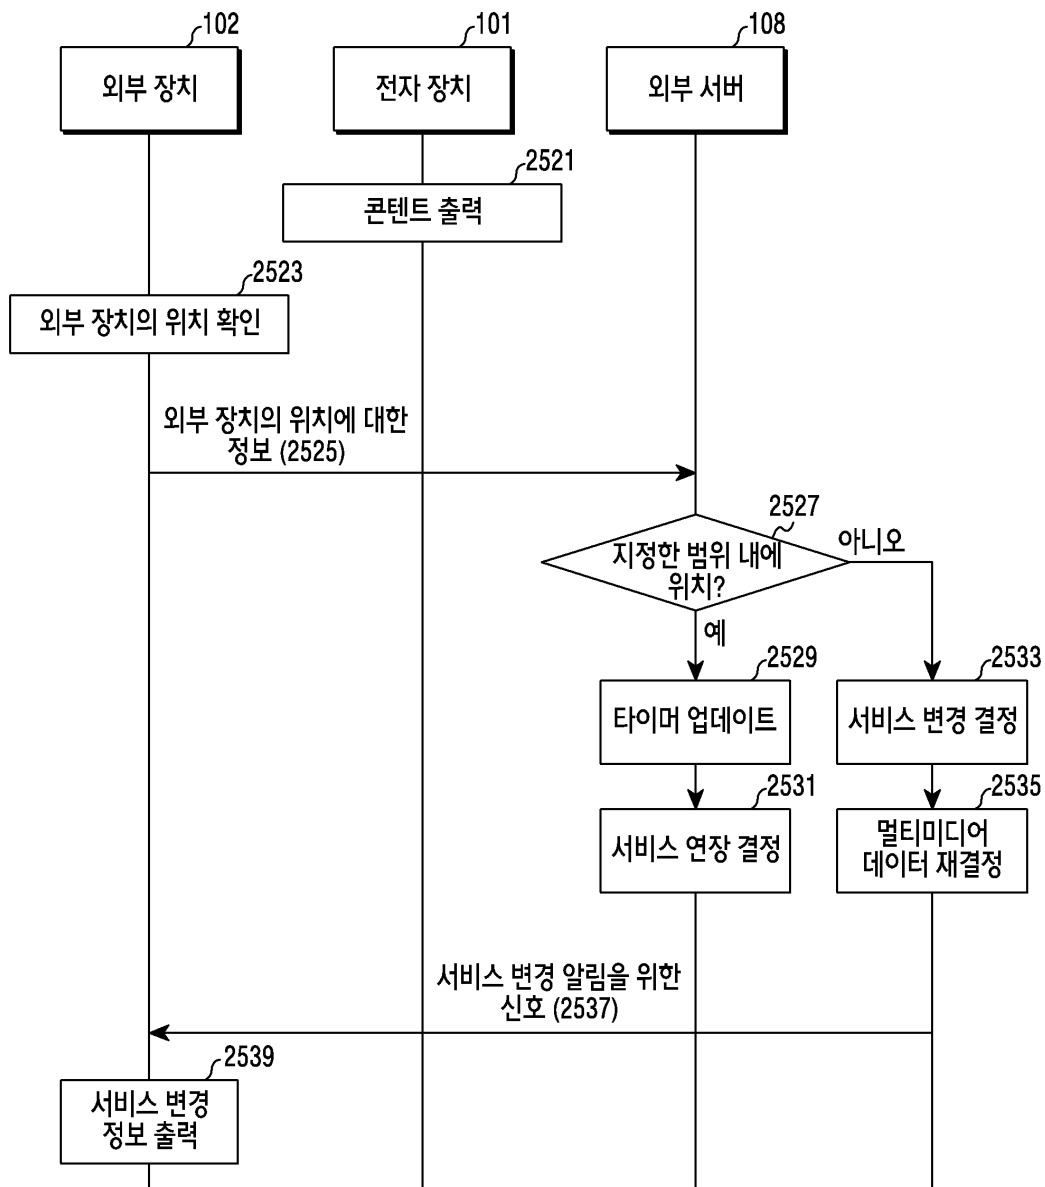 102
101
108
외부 장치
전자 장치
외부 서버
2521
콘텐트 출력
2523
외부 장치의 위치 확인
외부 장치의 위치에 대한
정보 (2525)
2527
지정한 범위 내에
위치?
아니오
예
2529
2533
타이머 업데이트
서비스 변경 결정
2531
2535
서비스 연장 결정
멀티미디어
데이터 재결정
서비스 변경 알림을 위한
신호 (2537)
2539
서비스 변경
정보 출력